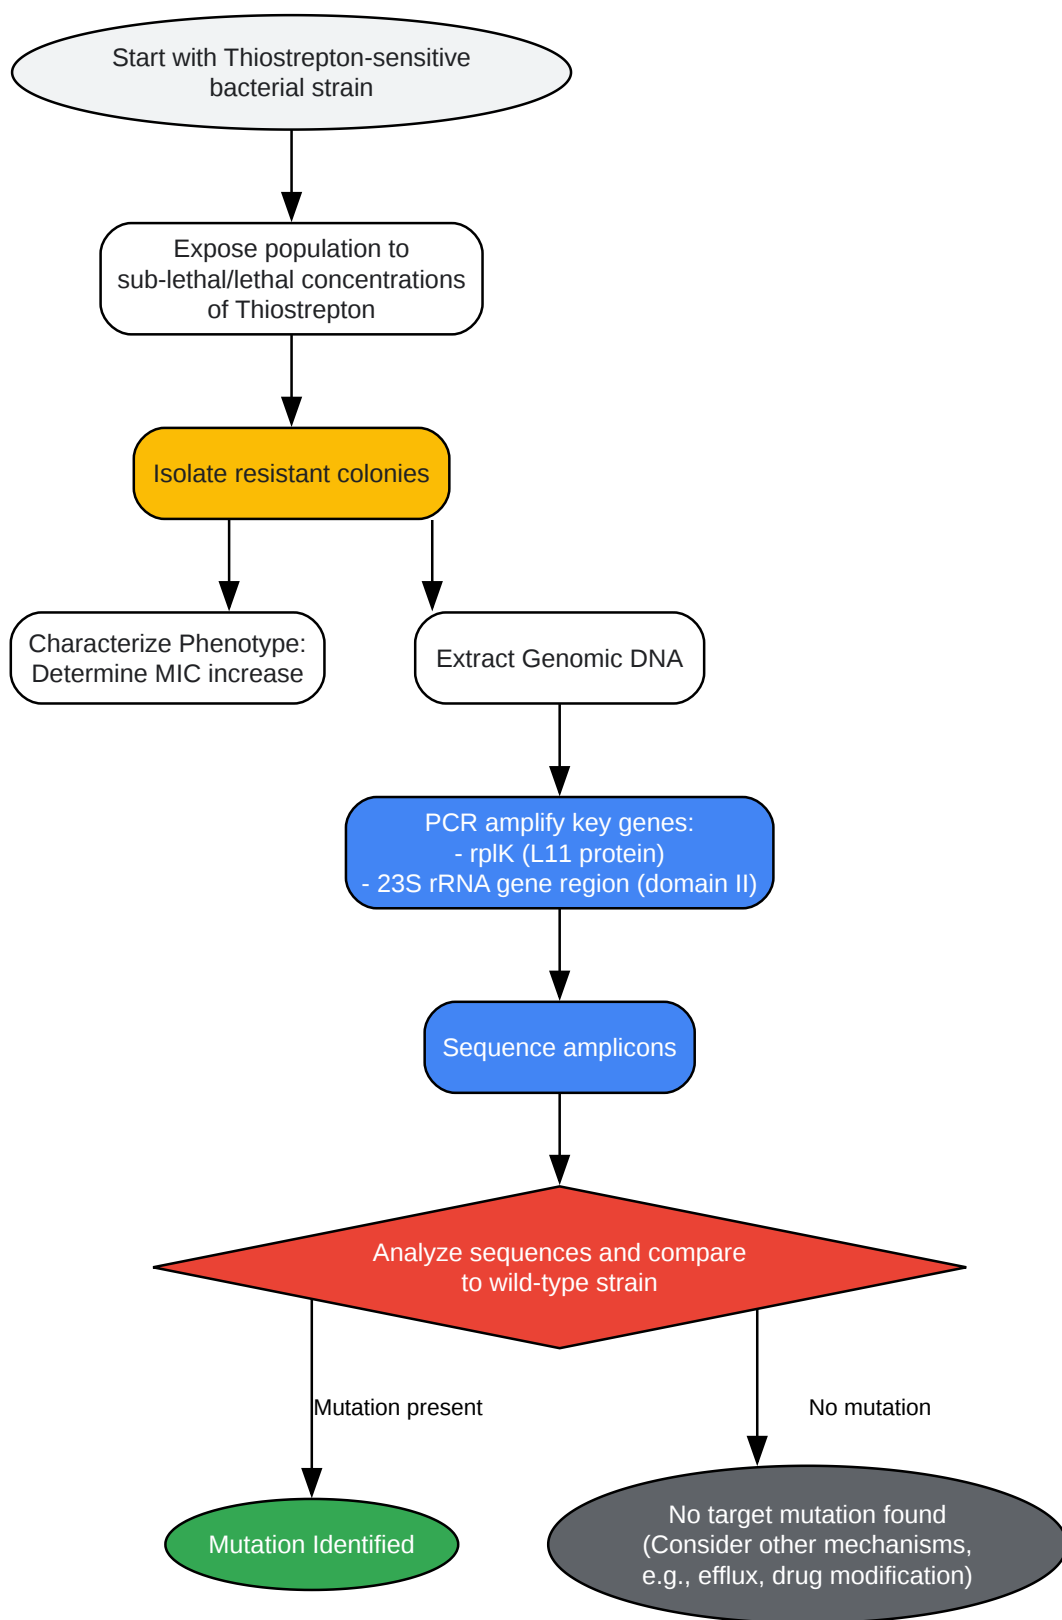 Start with Thiostrepton-sensitive
bacterial strain
Expose population to
sub-lethal/lethal concentrations
of Thiostrepton
Isolate resistant colonies
Characterize Phenotype:
Determine MIC increase
Extract Genomic DNA
PCR amplify key genes:
- rplK (L11 protein)
- 23S rRNA gene region (domain II)
Sequence amplicons
Analyze sequences and compare
to wild-type strain
Mutation present
No mutation
Mutation Identified
No target mutation found
(Consider other mechanisms,
e.g., efflux, drug modification)